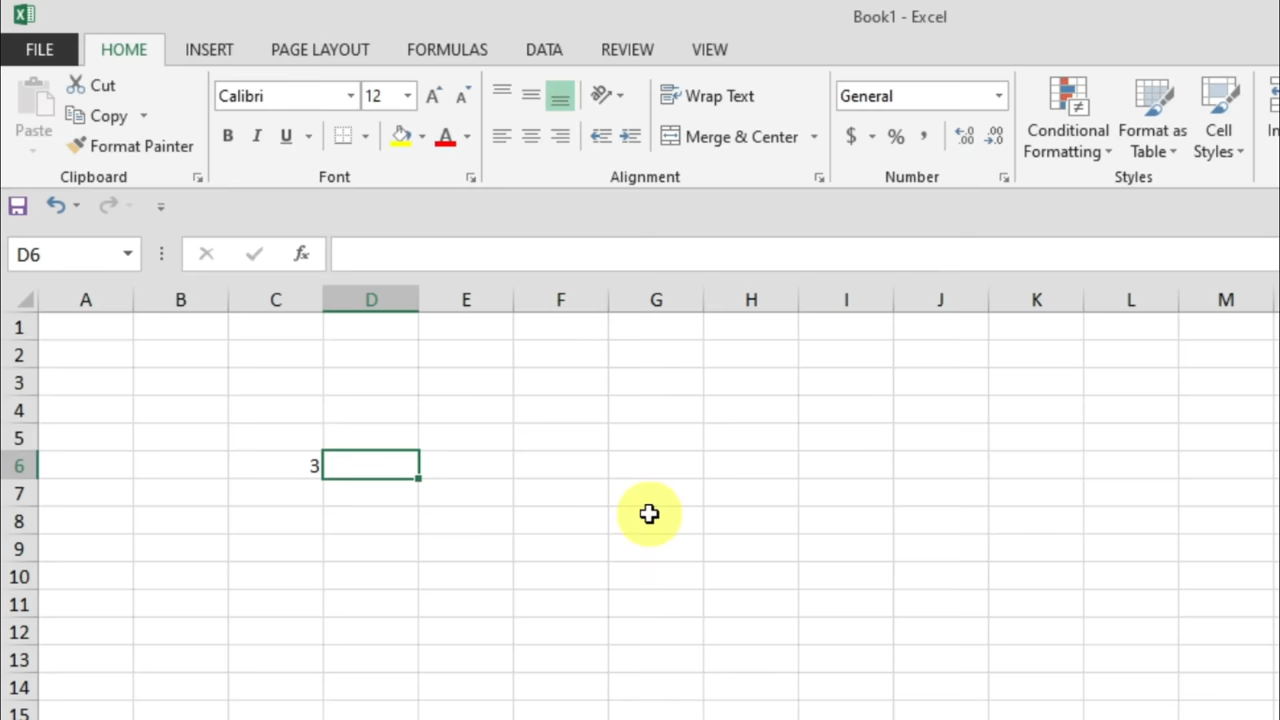 Book1 - Excel
FILE HOME INSERT PAGE LAYOUT FORMULAS DATA REVIEW VIEW
Paste
Cut
Copy
Format Painter
Clipboard
Calibri 12
B I U A
Font
Wrap Text
Merge & Center
Alignment
General
$ % ,
Number
Conditional Formatting
Format as Table
Cell Styles
Styles
D6 fx
A B C D E F G H I J K L M
1
2
3
4
5
6 3
7
8
9
10
11
12
13
14
15